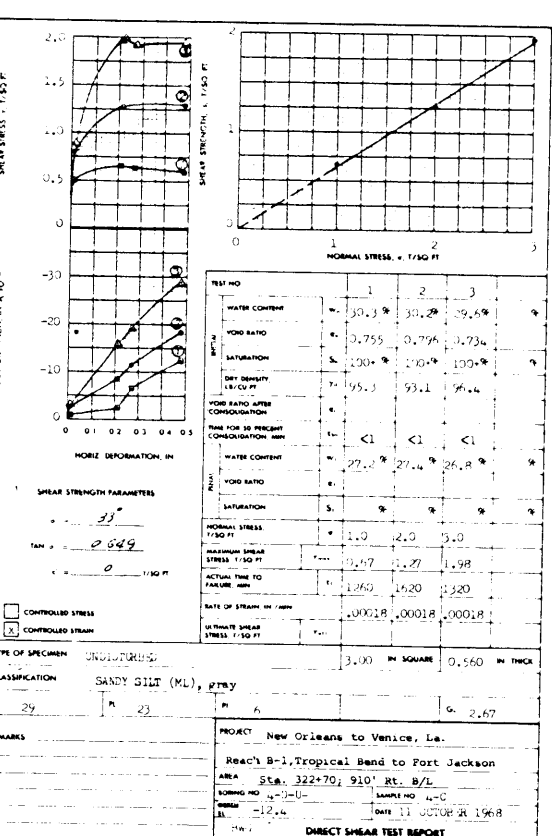 2.0
1.5
1.0
0.5
0
SHEAR STRENGTH, s, T/SQ FT
2
1
0
0 1 2 3
NORMAL STRESS, σ, T/SQ FT
-30
-20
-10
0
0 0.1 0.2 0.3 0.4 0.5
HORIZ DEFORMATION, IN
SHEAR STRENGTH PARAMETERS
33°
TAN ø = 0.649
c = 0 T/SQ FT
CONTROLLED STRESS
X CONTROLLED STRAIN
TEST NO 1 2 3
INITIAL
WATER CONTENT 30.3 % 30.2 % 29.6 % %
VOID RATIO 0.755 0.796 0.734
SATURATION 100+ % 100+ % 100+ % %
DRY DENSITY, LB/CU FT 95.3 93.1 96.4
VOID RATIO AFTER CONSOLIDATION
TIME FOR 50 PERCENT CONSOLIDATION, MIN <1 <1 <1
FINAL
WATER CONTENT 27.2 % 27.4 % 26.8 % %
VOID RATIO
SATURATION % % % %
NORMAL STRESS, T/SQ FT 1.0 2.0 3.0
MAXIMUM SHEAR STRESS, T/SQ FT 0.67 1.27 1.98
ACTUAL TIME TO FAILURE, MIN 1260 1620 1320
RATE OF STRAIN, IN./MIN .00018 .00018 .00018
ULTIMATE SHEAR STRESS, T/SQ FT
PE OF SPECIMEN UNDISTURBED 3.00 IN SQUARE 0.560 IN THICK
ASSIFICATION SANDY SILT (ML), gray
29 PL 23 PI 6 G 2.67
MARKS
PROJECT New Orleans to Venice, La.
Reach B-1, Tropical Bend to Fort Jackson
AREA Sta. 322+70; 910' Rt. B/L
BORING NO SAMPLE NO 4-C
EL -12.4 DATE 11 OCTOBER 1968
DIRECT SHEAR TEST REPORT